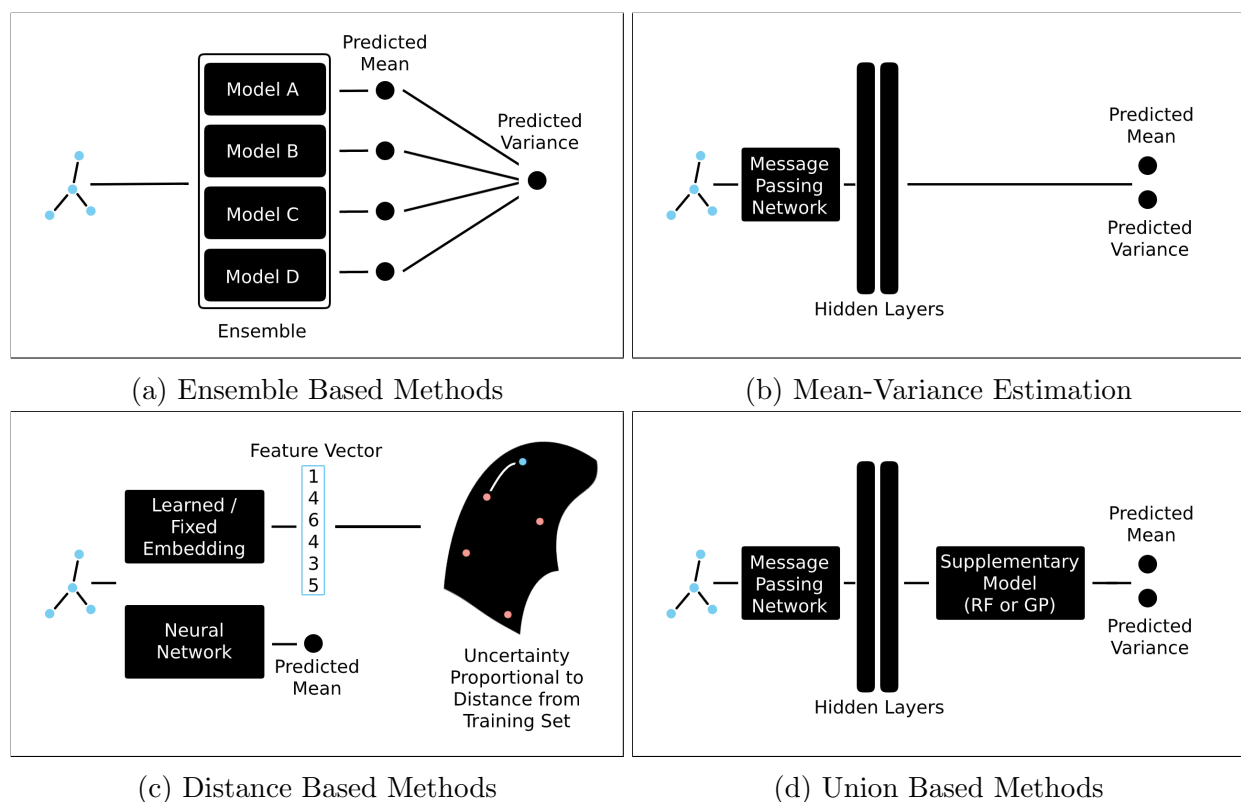 Predicted
Mean
Model A
Model B
Model C
Model D
Predicted
Variance
Ensemble
(a) Ensemble Based Methods
Message
Passing
Network
Hidden Layers
Predicted
Mean
Predicted
Variance
(b) Mean-Variance Estimation
Learned /
Fixed
Embedding
Feature Vector
1
4
6
4
3
5
Neural
Network
Predicted
Mean
Uncertainty
Proportional to
Distance from
Training Set
(c) Distance Based Methods
Message
Passing
Network
Hidden Layers
Supplementary
Model
(RF or GP)
Predicted
Mean
Predicted
Variance
(d) Union Based Methods